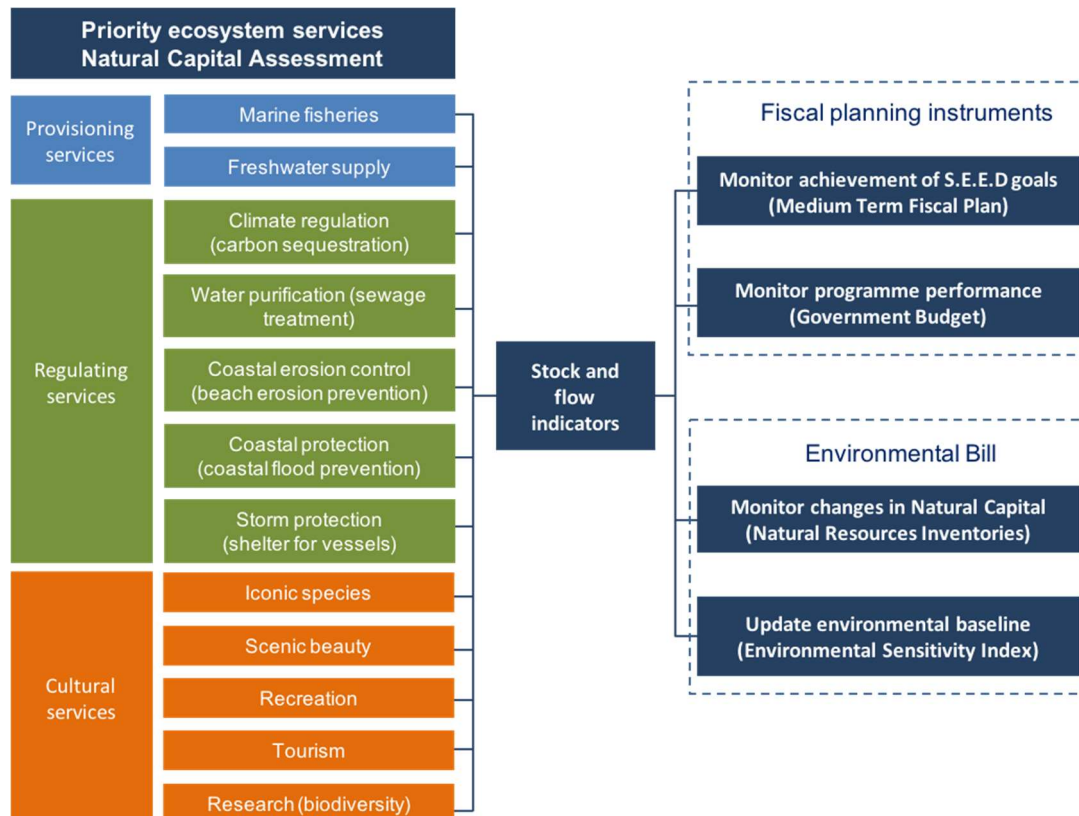 Priority ecosystem services
Natural Capital Assessment
Provisioning
services
Marine fisheries
Freshwater supply
Regulating
services
Climate regulation
(carbon sequestration)
Water purification (sewage
treatment)
Coastal erosion control
(beach erosion prevention)
Coastal protection
(coastal flood prevention)
Storm protection
(shelter for vessels)
Cultural
services
Iconic species
Scenic beauty
Recreation
Tourism
Research (biodiversity)
Stock and
flow
indicators
Fiscal planning instruments
Monitor achievement of S.E.E.D goals
(Medium Term Fiscal Plan)
Monitor programme performance
(Government Budget)
Environmental Bill
Monitor changes in Natural Capital
(Natural Resources Inventories)
Update environmental baseline
(Environmental Sensitivity Index)